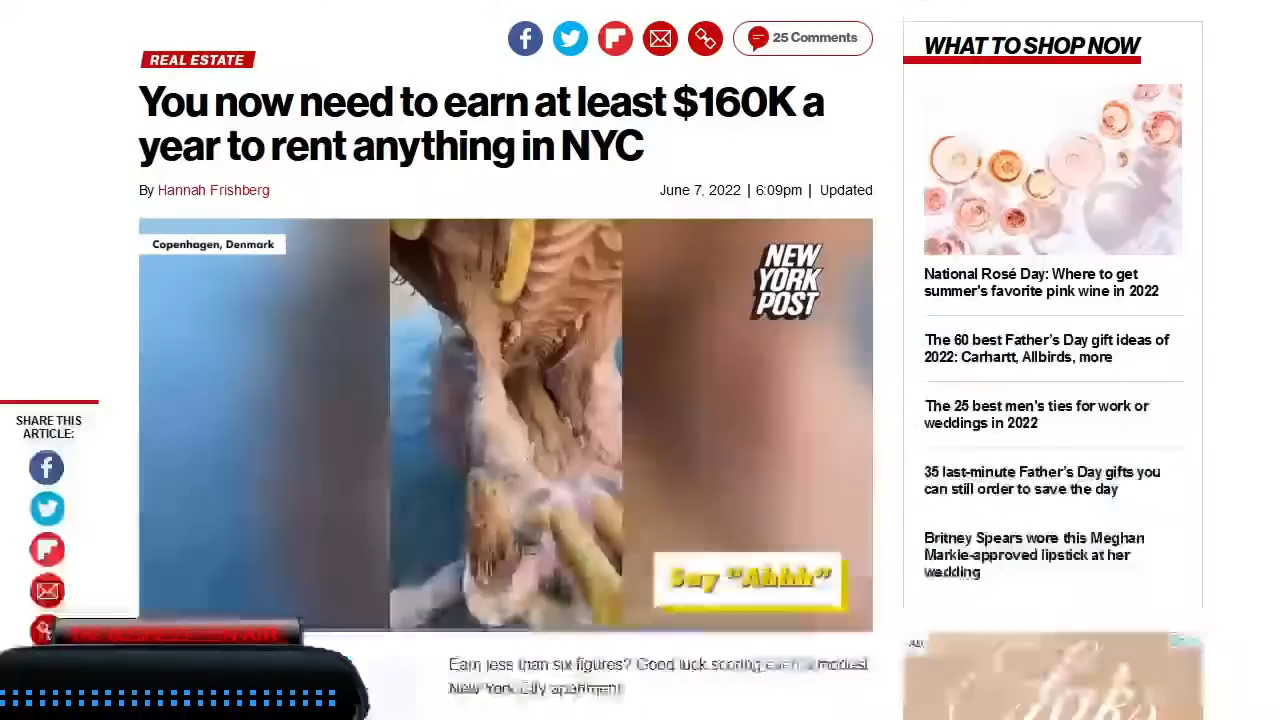 25 Comments
REAL ESTATE
You now need to earn at least $160K a
year to rent anything in NYC
By Hannah Frishberg
June 7, 2022 | 6:09pm | Updated
Copenhagen, Denmark
NEW
YORK
POST
Say "Ahhh"
SHARE THIS
ARTICLE:
Earn less than six figures? Good luck scoring even a modest
New York City apartment
WHAT TO SHOP NOW
National Rosé Day: Where to get
summer's favorite pink wine in 2022
The 60 best Father's Day gift ideas of
2022: Carhartt, Allbirds, more
The 25 best men's ties for work or
weddings in 2022
35 last-minute Father's Day gifts you
can still order to save the day
Britney Spears wore this Meghan
Markle-approved lipstick at her
wedding